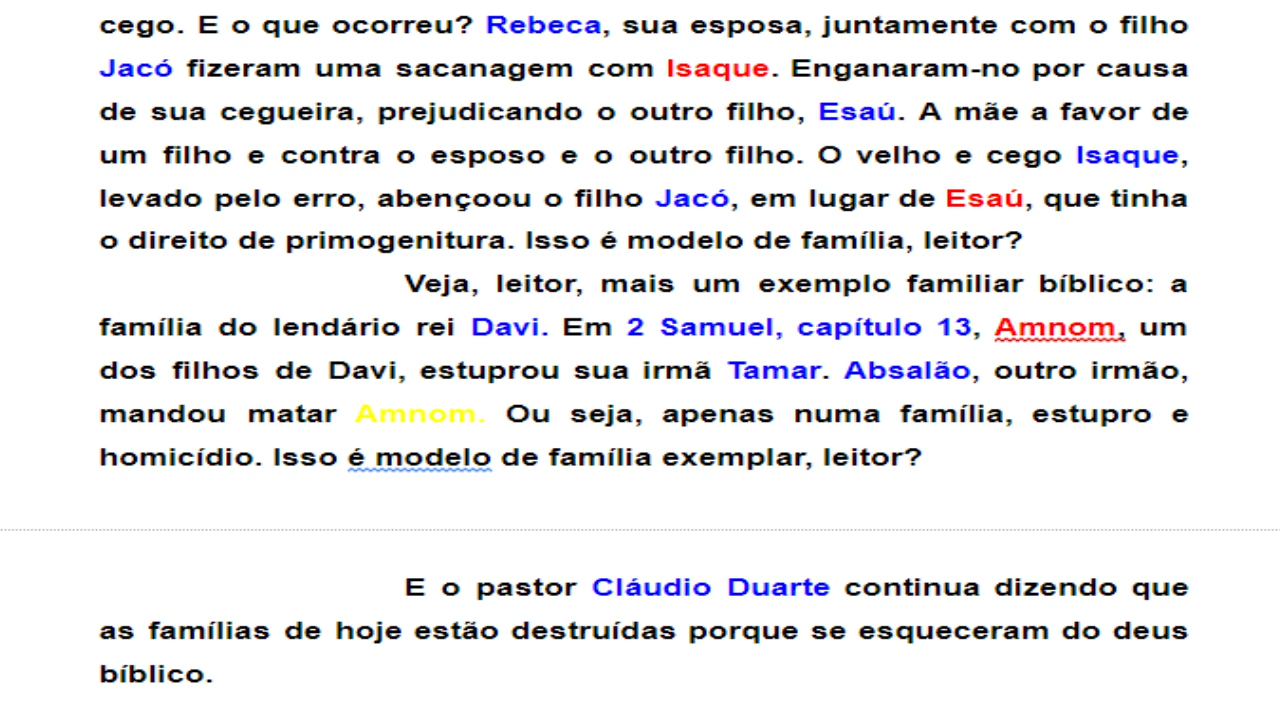 cego. E o que ocorreu? Rebeca, sua esposa, juntamente com o filho
Jacó fizeram uma sacanagem com Isaque. Enganaram-no por causa
de sua cegueira, prejudicando o outro filho, Esaú. A mãe a favor de
um filho e contra o esposo e o outro filho. O velho e cego Isaque,
levado pelo erro, abençoou o filho Jacó, em lugar de Esaú, que tinha
o direito de primogenitura. Isso é modelo de família, leitor?
Veja, leitor, mais um exemplo familiar bíblico: a
família do lendário rei Davi. Em 2 Samuel, capítulo 13, Amnom, um
dos filhos de Davi, estuprou sua irmã Tamar. Absalão, outro irmão,
mandou matar Amnom. Ou seja, apenas numa família, estupro e
homicídio. Isso é modelo de família exemplar, leitor?
E o pastor Cláudio Duarte continua dizendo que
as famílias de hoje estão destruídas porque se esqueceram do deus
bíblico.